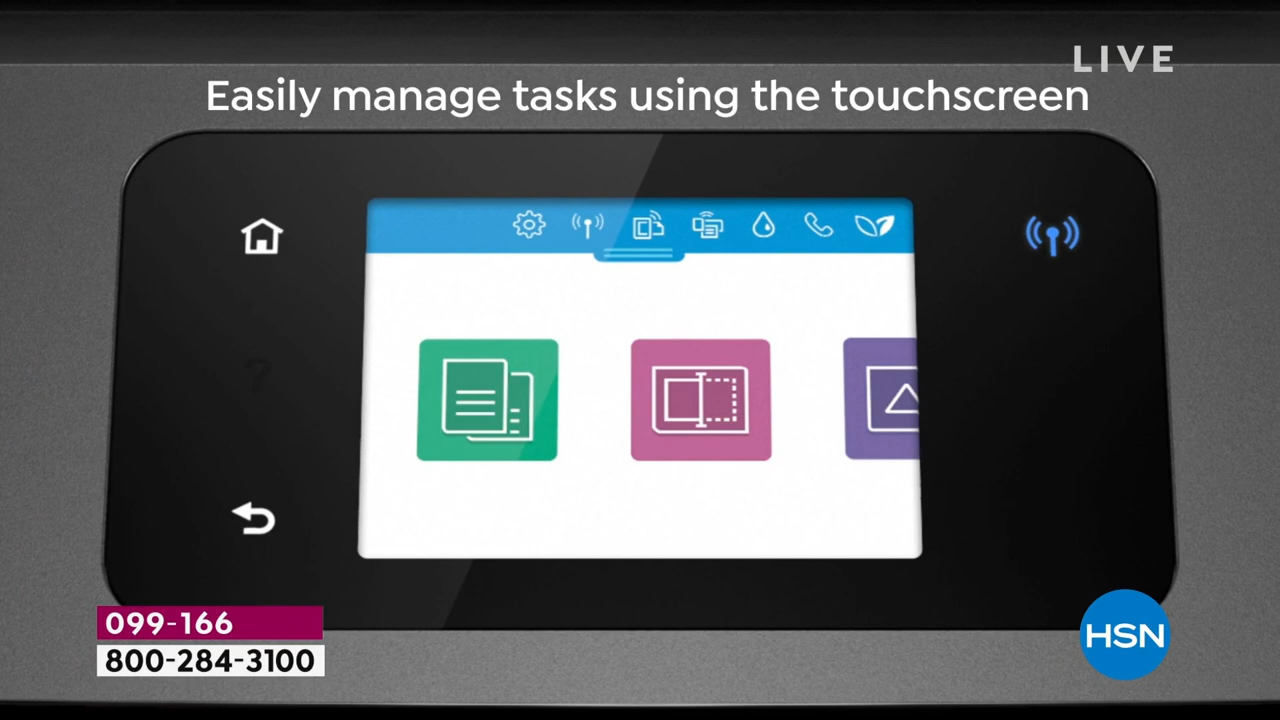 LIVE
Easily manage tasks using the touchscreen
?
099-166
800-284-3100
HSN